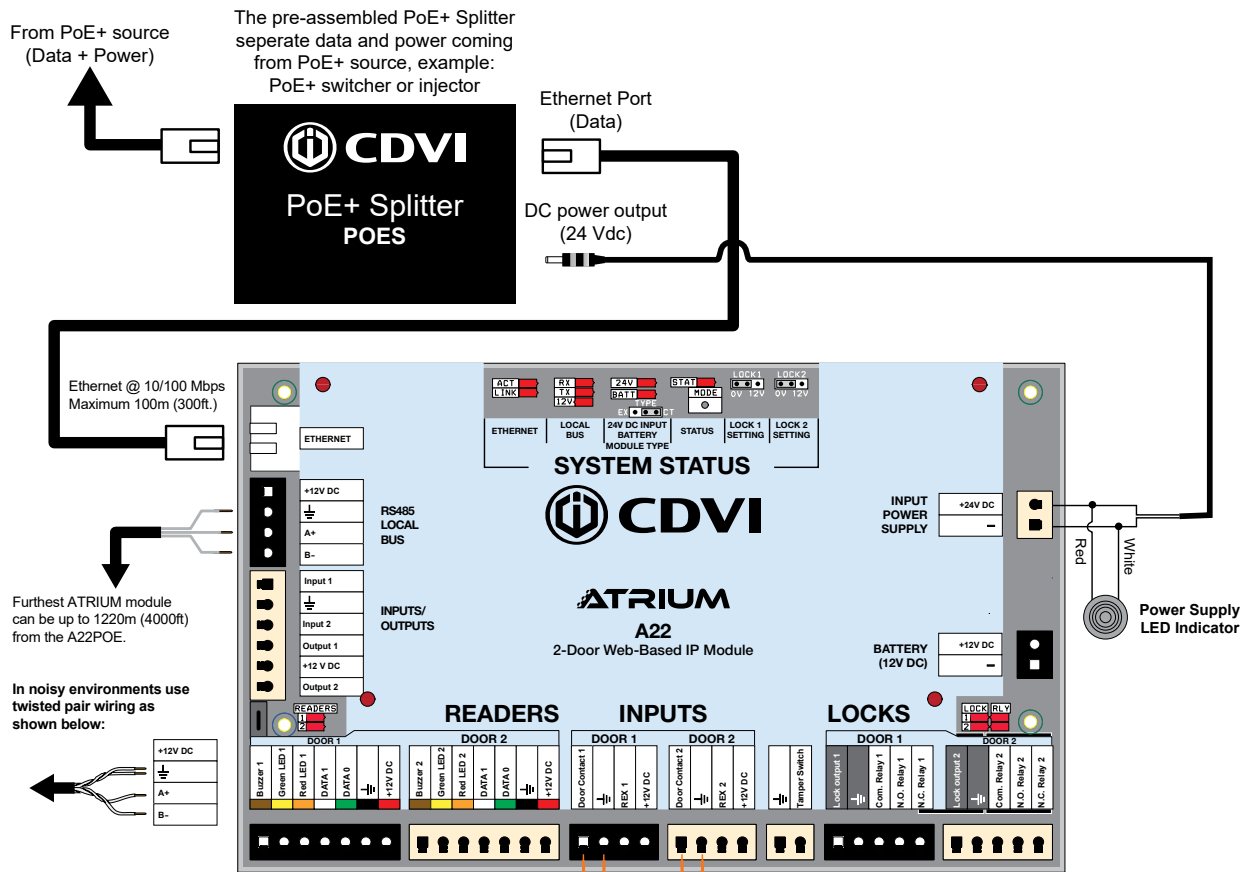 From PoE+ source
(Data + Power)
The pre-assembled PoE+ Splitter
seperate data and power coming
from PoE+ source, example:
PoE+ switcher or injector
CDVI
PoE+ Splitter
POES
Ethernet Port
(Data)
DC power output
(24 Vdc)
Ethernet @ 10/100 Mbps
Maximum 100m (300ft.)
ETHERNET
ACT
LINK
RX
TX
12V
24V
BATT
TYPE
EX
CT
STAT
MODE
LOCK1
0V 12V
LOCK2
0V 12V
ETHERNET
LOCAL
BUS
24V DC INPUT
BATTERY
MODULE TYPE
STATUS
LOCK 1
SETTING
LOCK 2
SETTING
SYSTEM STATUS
CDVI
ATRIUM
A22
2-Door Web-Based IP Module
+12V DC
A+
B-
RS485
LOCAL
BUS
Input 1
Input 2
Output 1
+12 V DC
Output 2
INPUTS/
OUTPUTS
INPUT
POWER
SUPPLY
+24V DC
–
Red
White
Power Supply
LED Indicator
BATTERY
(12V DC)
+12V DC
–
Furthest ATRIUM module
can be up to 1220m (4000ft)
from the A22POE.
In noisy environments use
twisted pair wiring as
shown below:
+12V DC
A+
B-
READERS
1
2
LOCK RLY
1
2
READERS
INPUTS
LOCKS
DOOR 1
Buzzer 1
Green LED 1
Red LED 1
DATA 1
DATA 0
+12V DC
DOOR 2
Buzzer 2
Green LED 2
Red LED 2
DATA 1
DATA 0
+12V DC
DOOR 1
Door Contact 1
REX 1
+12V DC
DOOR 2
Door Contact 2
REX 2
+12V DC
Tamper Switch
DOOR 1
Lock output 1
Com. Relay 1
N.O. Relay 1
N.C. Relay 1
DOOR 2
Lock output 2
Com. Relay 2
N.O. Relay 2
N.C. Relay 2